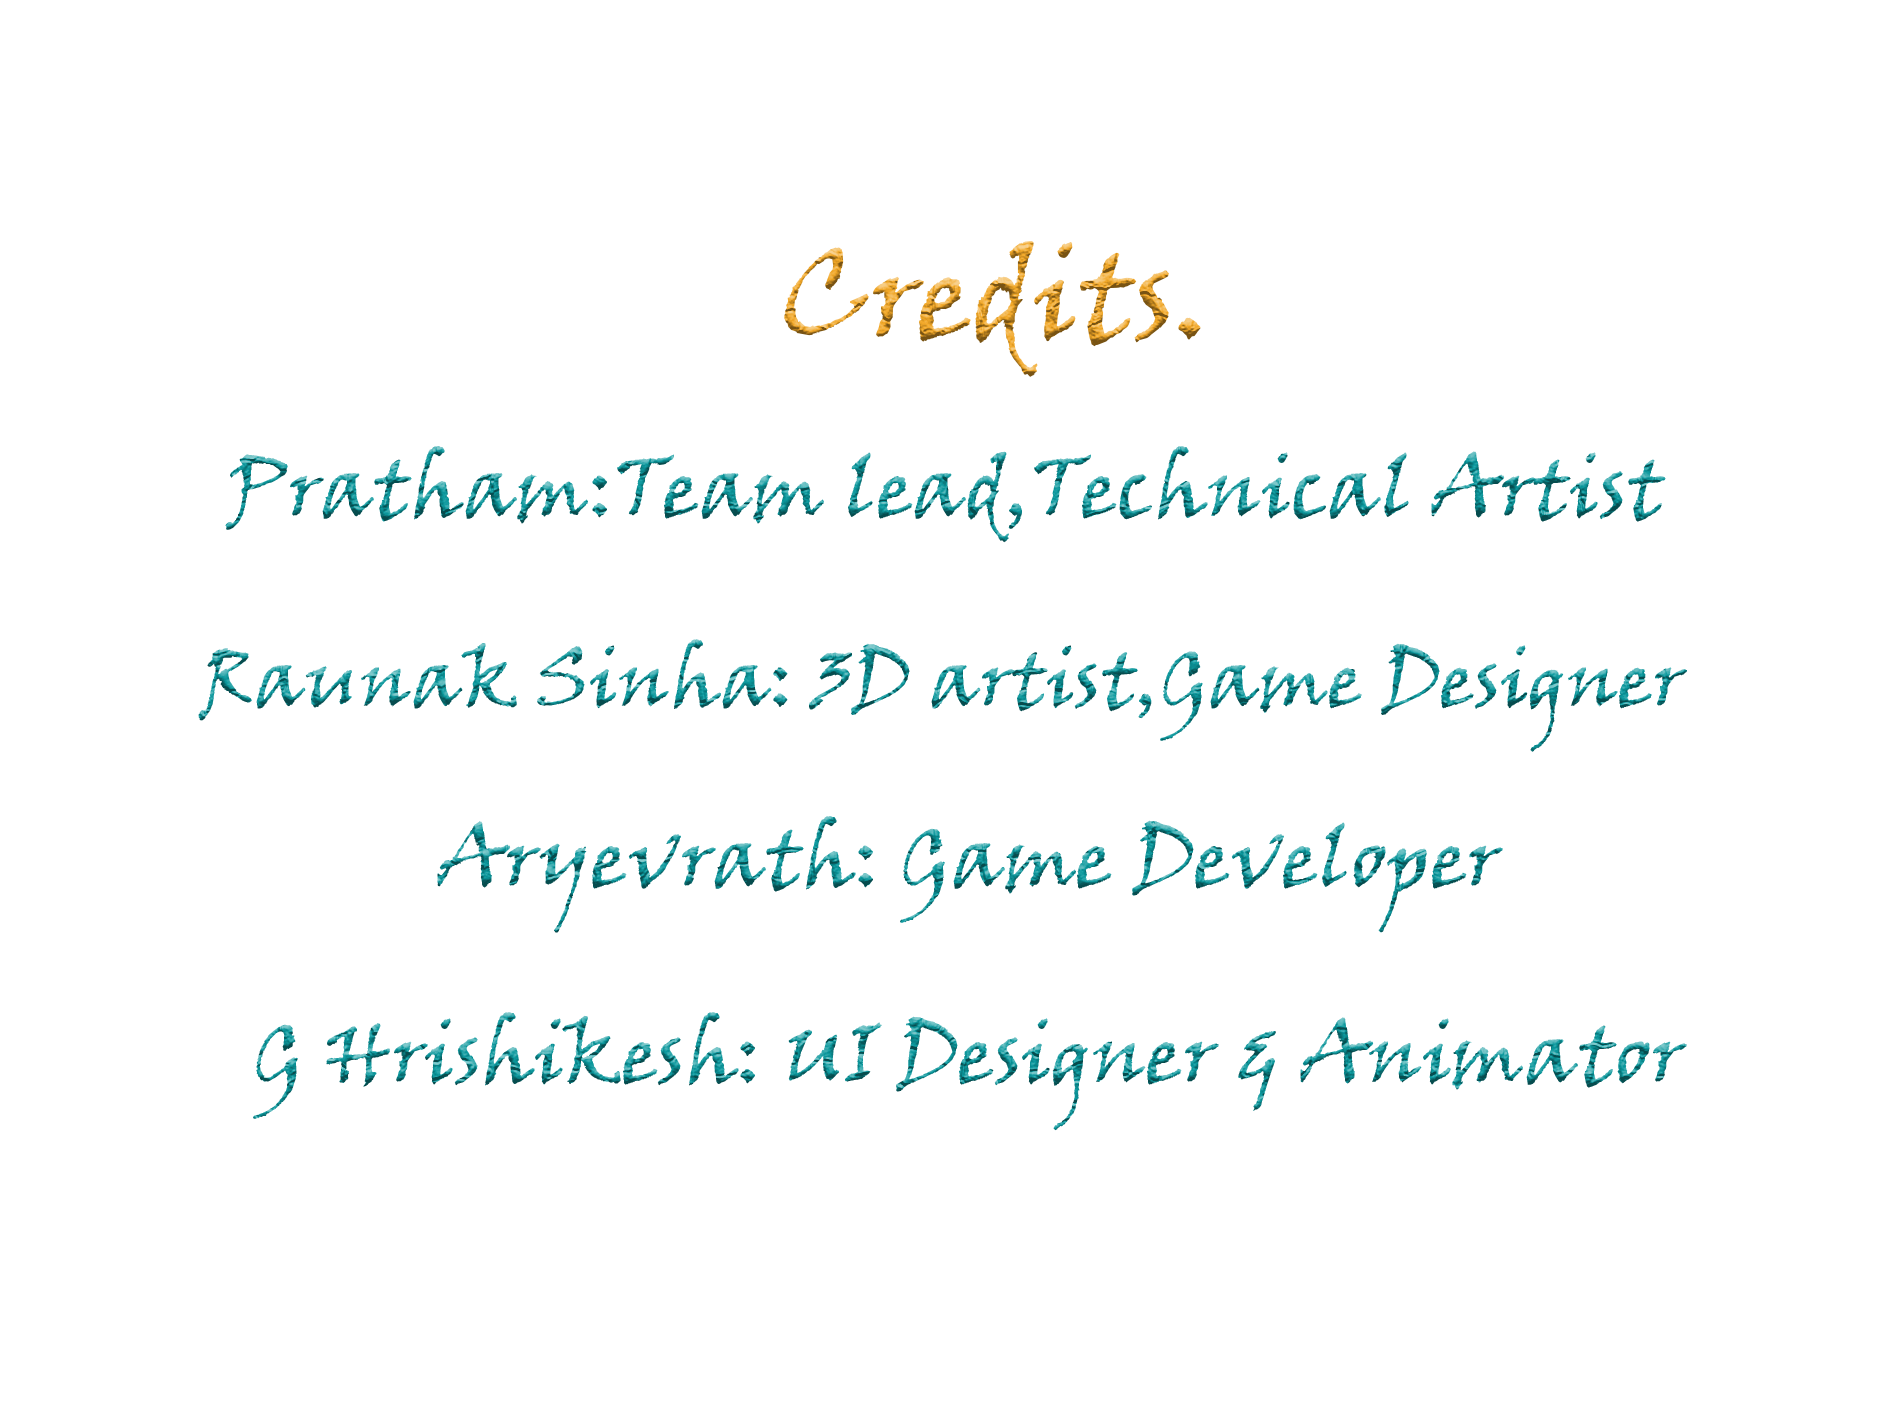 Credits.
Pratham:Team lead,Technical Artist
Raunak Sinha: 3D artist,Game Designer
Aryevrath: Game Developer
G Hrishikesh: UI Designer & Animator